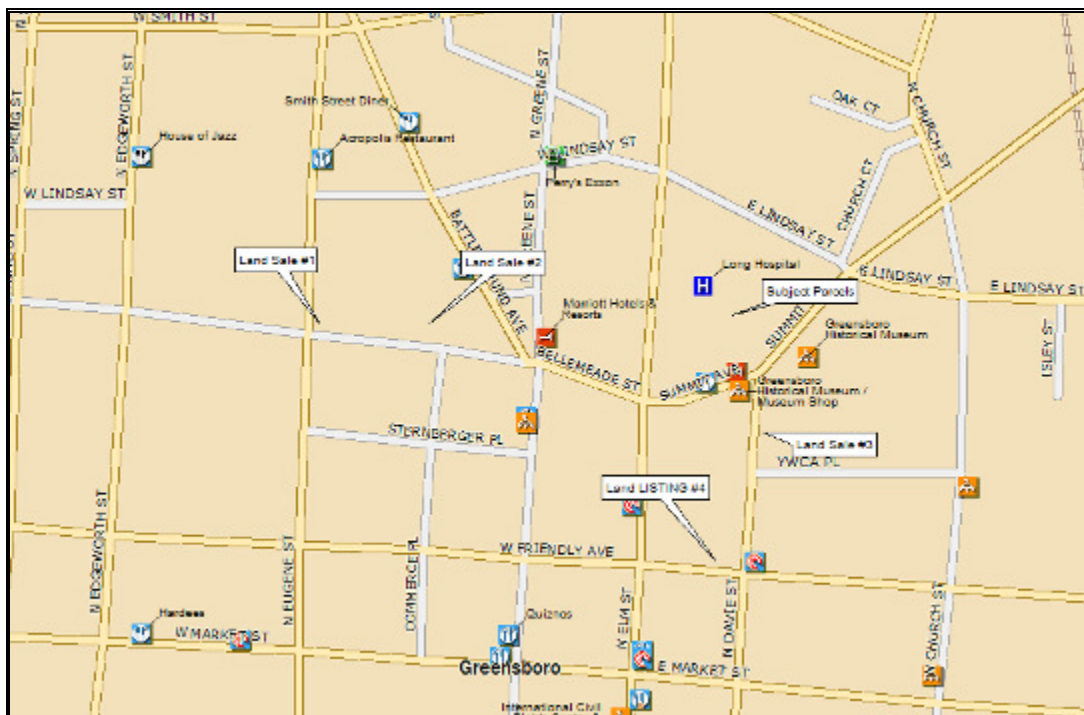 W SMITH ST
N SPRING ST
N EDGEWORTH ST
House of Jazz
Smith Street Diner
Acropolis Restaurant
N GREENE ST
W LINDSAY ST
Perry's Exxon
OAK CT
N CHURCH ST
CHURCH CT
W LINDSAY ST
E LINDSAY ST
E LINDSAY ST
E LINDSAY ST
Land Sale #1
Land Sale #2
Long Hospital
H
Subject Parcels
Marriott Hotels &
Resorts
Greensboro
Historical Museum
ISLEY ST
BELLEMEADE ST
SUMMIT AVE
Greensboro
Historical Museum /
Museum Shop
STERNBERGER PL
Land Sale #3
YWCA PL
Land LISTING #4
N EDGEWORTH ST
N EUGENE ST
COMMERCE PL
W FRIENDLY AVE
N ELM ST
N DAVIE ST
N CHURCH ST
Hardees
W MARKET ST
Quiznos
Greensboro
E MARKET ST
International Civil